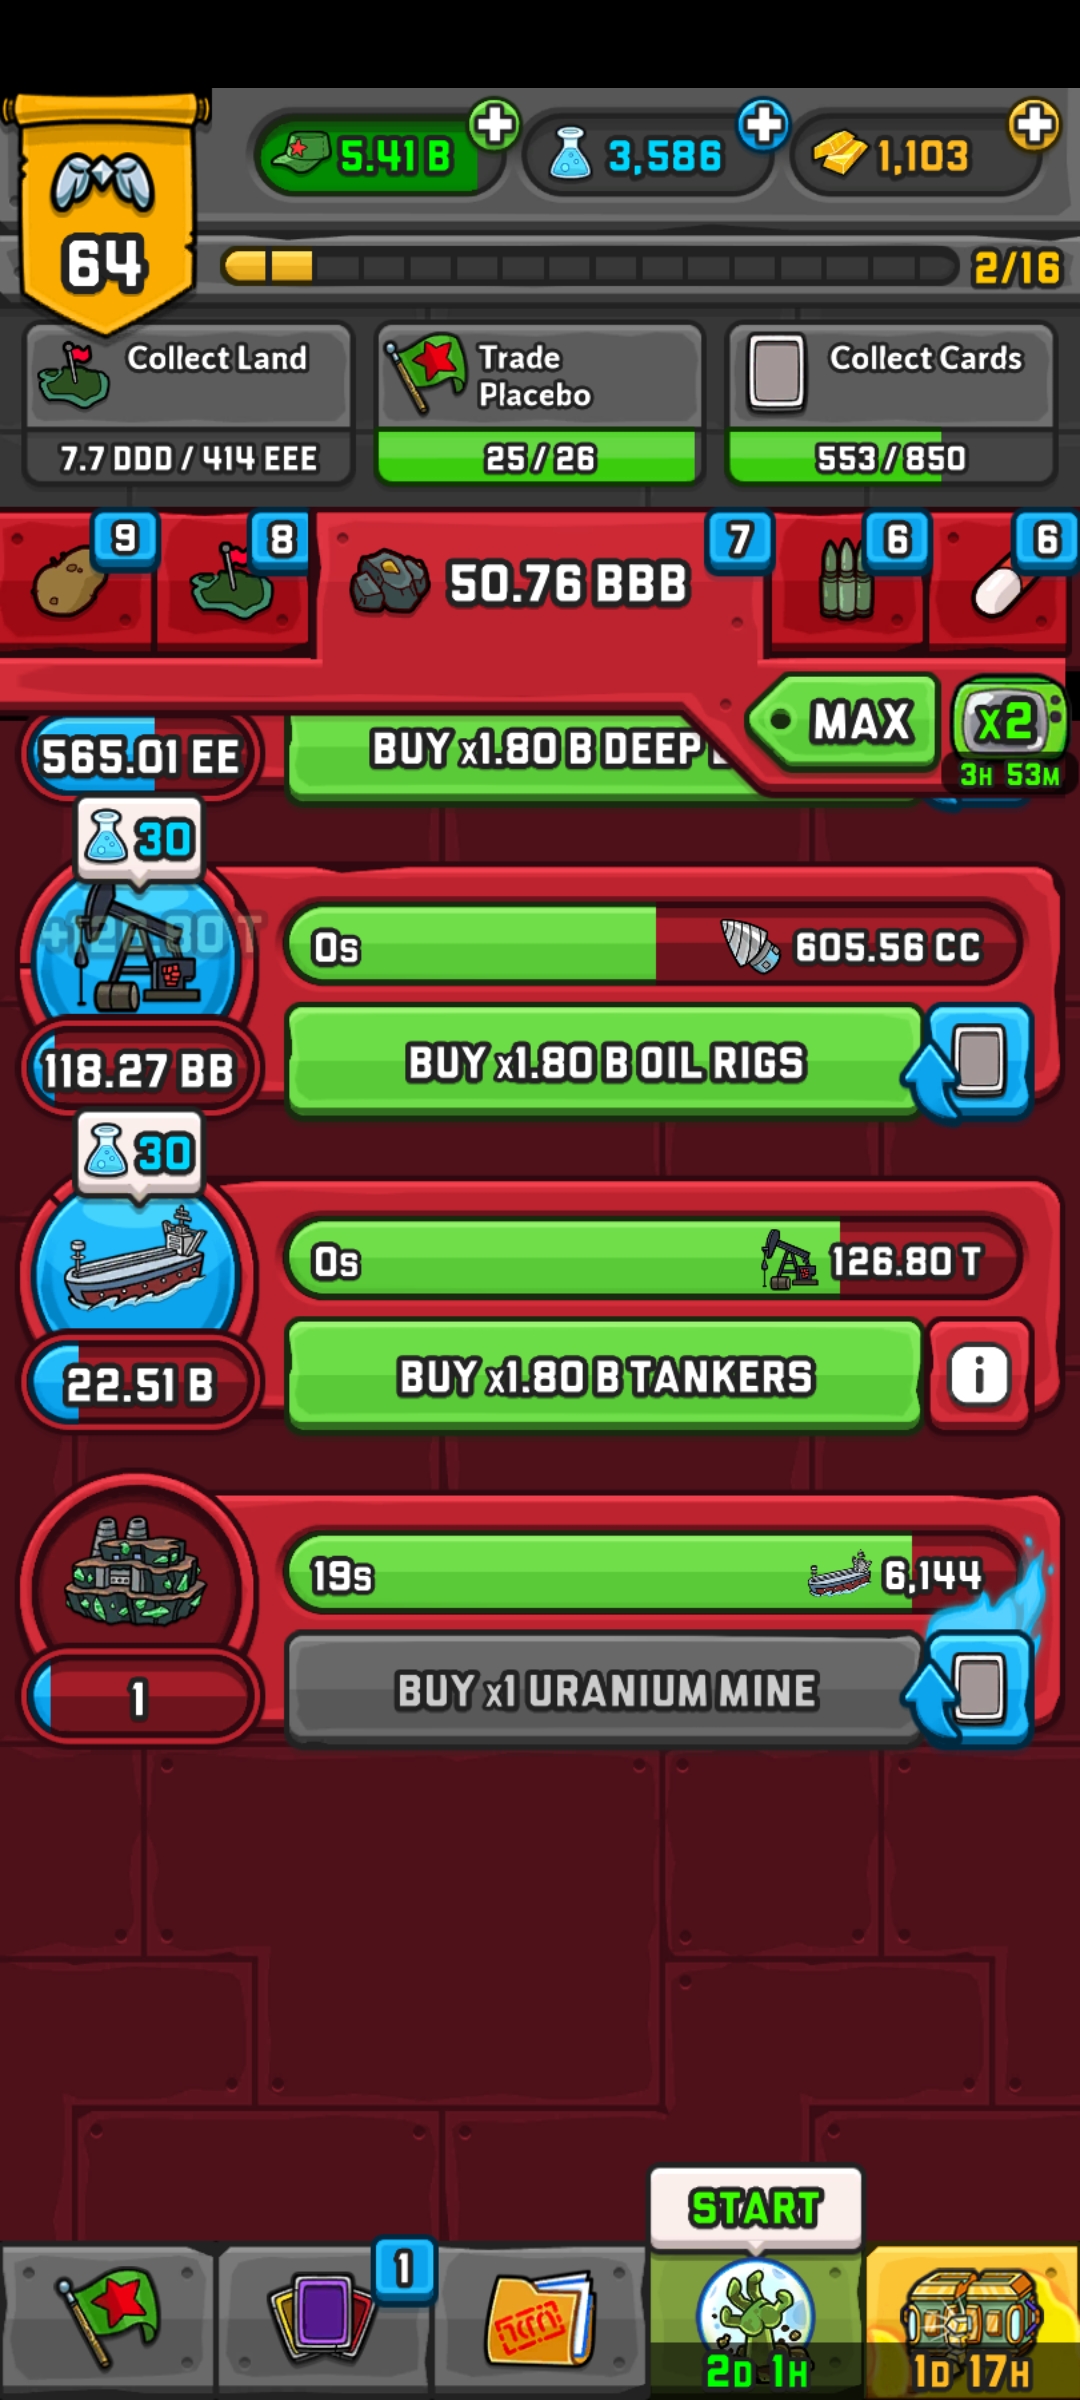 5.41 B
3,586
1,103
64
2/16
Collect Land
7.7 DDD / 414 EEE
Trade
Placebo
25 / 26
Collect Cards
553 / 850
9
8
50.76 BBB
7
6
6
MAX
x2
3H 53M
565.01 EE
BUY x1.80 B DEEP
30
+126.80 T
0s
605.56 CC
118.27 BB
BUY x1.80 B OIL RIGS
30
0s
126.80 T
22.51 B
BUY x1.80 B TANKERS
i
19s
6,144
1
BUY x1 URANIUM MINE
START
1
2D 1H
1D 17H